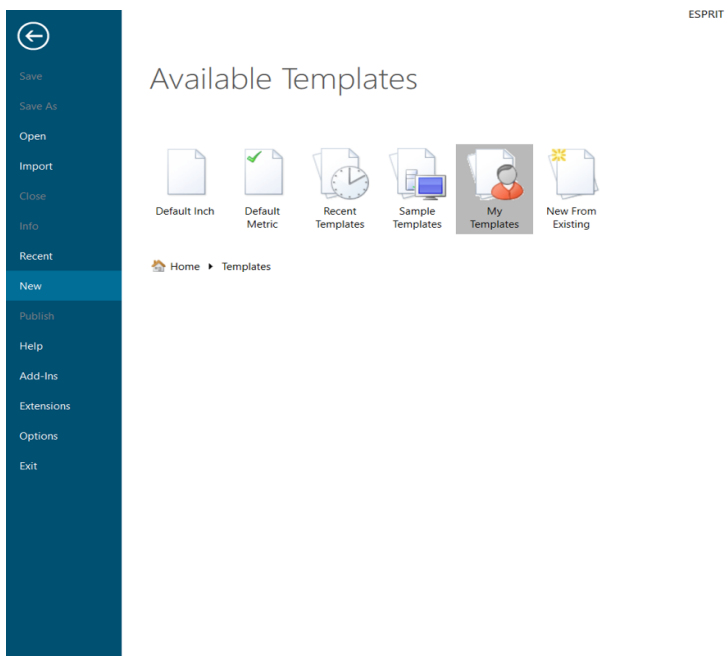 ESPRIT
Save
Save As
Open
Import
Close
Info
Recent
New
Publish
Help
Add-Ins
Extensions
Options
Exit
Available Templates
Default Inch
Default
Metric
Recent
Templates
Sample
Templates
My
Templates
New From
Existing
Home
Templates